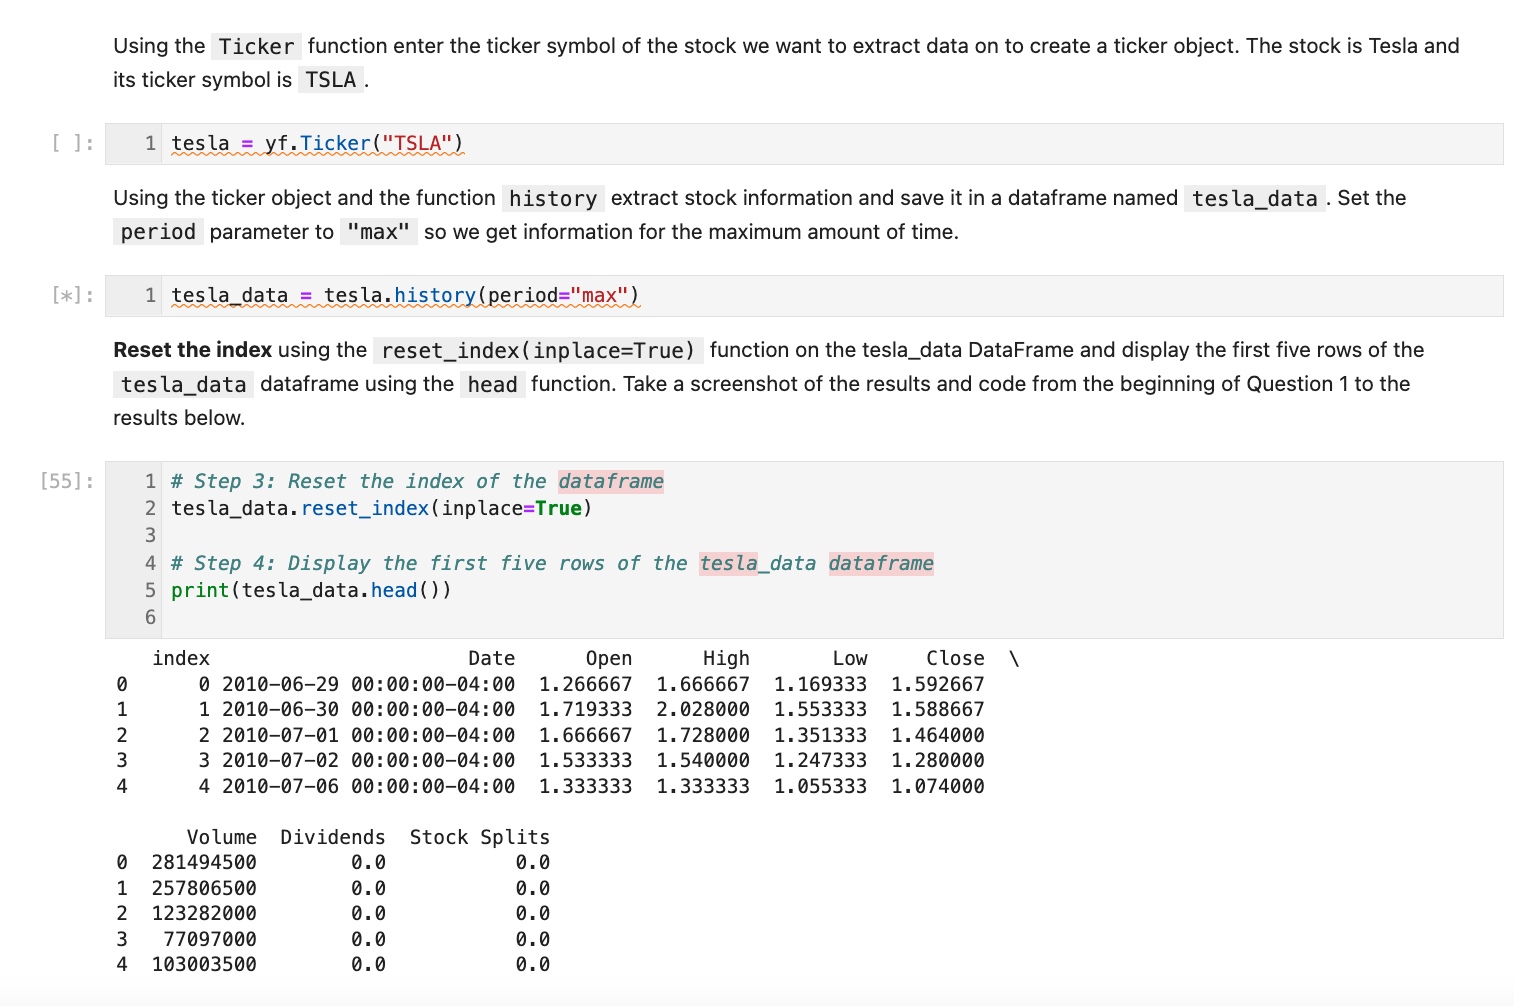 Using the Ticker function enter the ticker symbol of the stock we want to extract data on to create a ticker object. The stock is Tesla and
its ticker symbol is TSLA .
[ ]: 1 tesla = yf.Ticker("TSLA")
Using the ticker object and the function history extract stock information and save it in a dataframe named tesla_data . Set the
period parameter to "max" so we get information for the maximum amount of time.
[*]: 1 tesla_data = tesla.history(period="max")
Reset the index using the reset_index(inplace=True) function on the tesla_data DataFrame and display the first five rows of the
tesla_data dataframe using the head function. Take a screenshot of the results and code from the beginning of Question 1 to the
results below.
[55]: 1 # Step 3: Reset the index of the dataframe
2 tesla_data.reset_index(inplace=True)
3
4 # Step 4: Display the first five rows of the tesla_data dataframe
5 print(tesla_data.head())
6
   index                      Date      Open      High       Low     Close  \
0      0 2010-06-29 00:00:00-04:00  1.266667  1.666667  1.169333  1.592667
1      1 2010-06-30 00:00:00-04:00  1.719333  2.028000  1.553333  1.588667
2      2 2010-07-01 00:00:00-04:00  1.666667  1.728000  1.351333  1.464000
3      3 2010-07-02 00:00:00-04:00  1.533333  1.540000  1.247333  1.280000
4      4 2010-07-06 00:00:00-04:00  1.333333  1.333333  1.055333  1.074000
      Volume  Dividends  Stock Splits
0  281494500        0.0           0.0
1  257806500        0.0           0.0
2  123282000        0.0           0.0
3   77097000        0.0           0.0
4  103003500        0.0           0.0